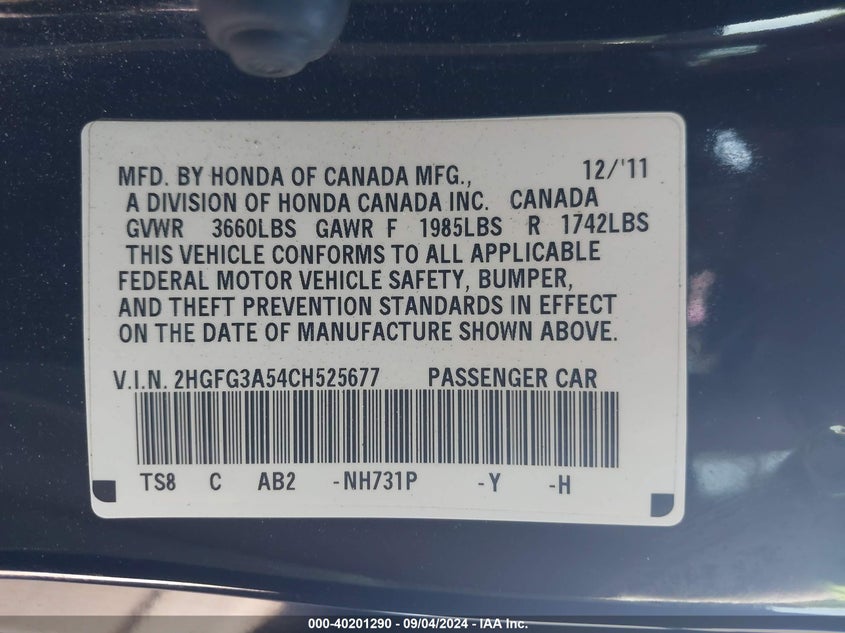 MFD. BY HONDA OF CANADA MFG., 12/'11
A DIVISION OF HONDA CANADA INC. CANADA
GVWR 3660LBS GAWR F 1985LBS R 1742LBS
THIS VEHICLE CONFORMS TO ALL APPLICABLE
FEDERAL MOTOR VEHICLE SAFETY, BUMPER,
AND THEFT PREVENTION STANDARDS IN EFFECT
ON THE DATE OF MANUFACTURE SHOWN ABOVE.
V.I.N. 2HGFG3A54CH525677 PASSENGER CAR
TS8 C AB2 -NH731P -Y -H
000-40201290 - 09/04/2024 - IAA Inc.